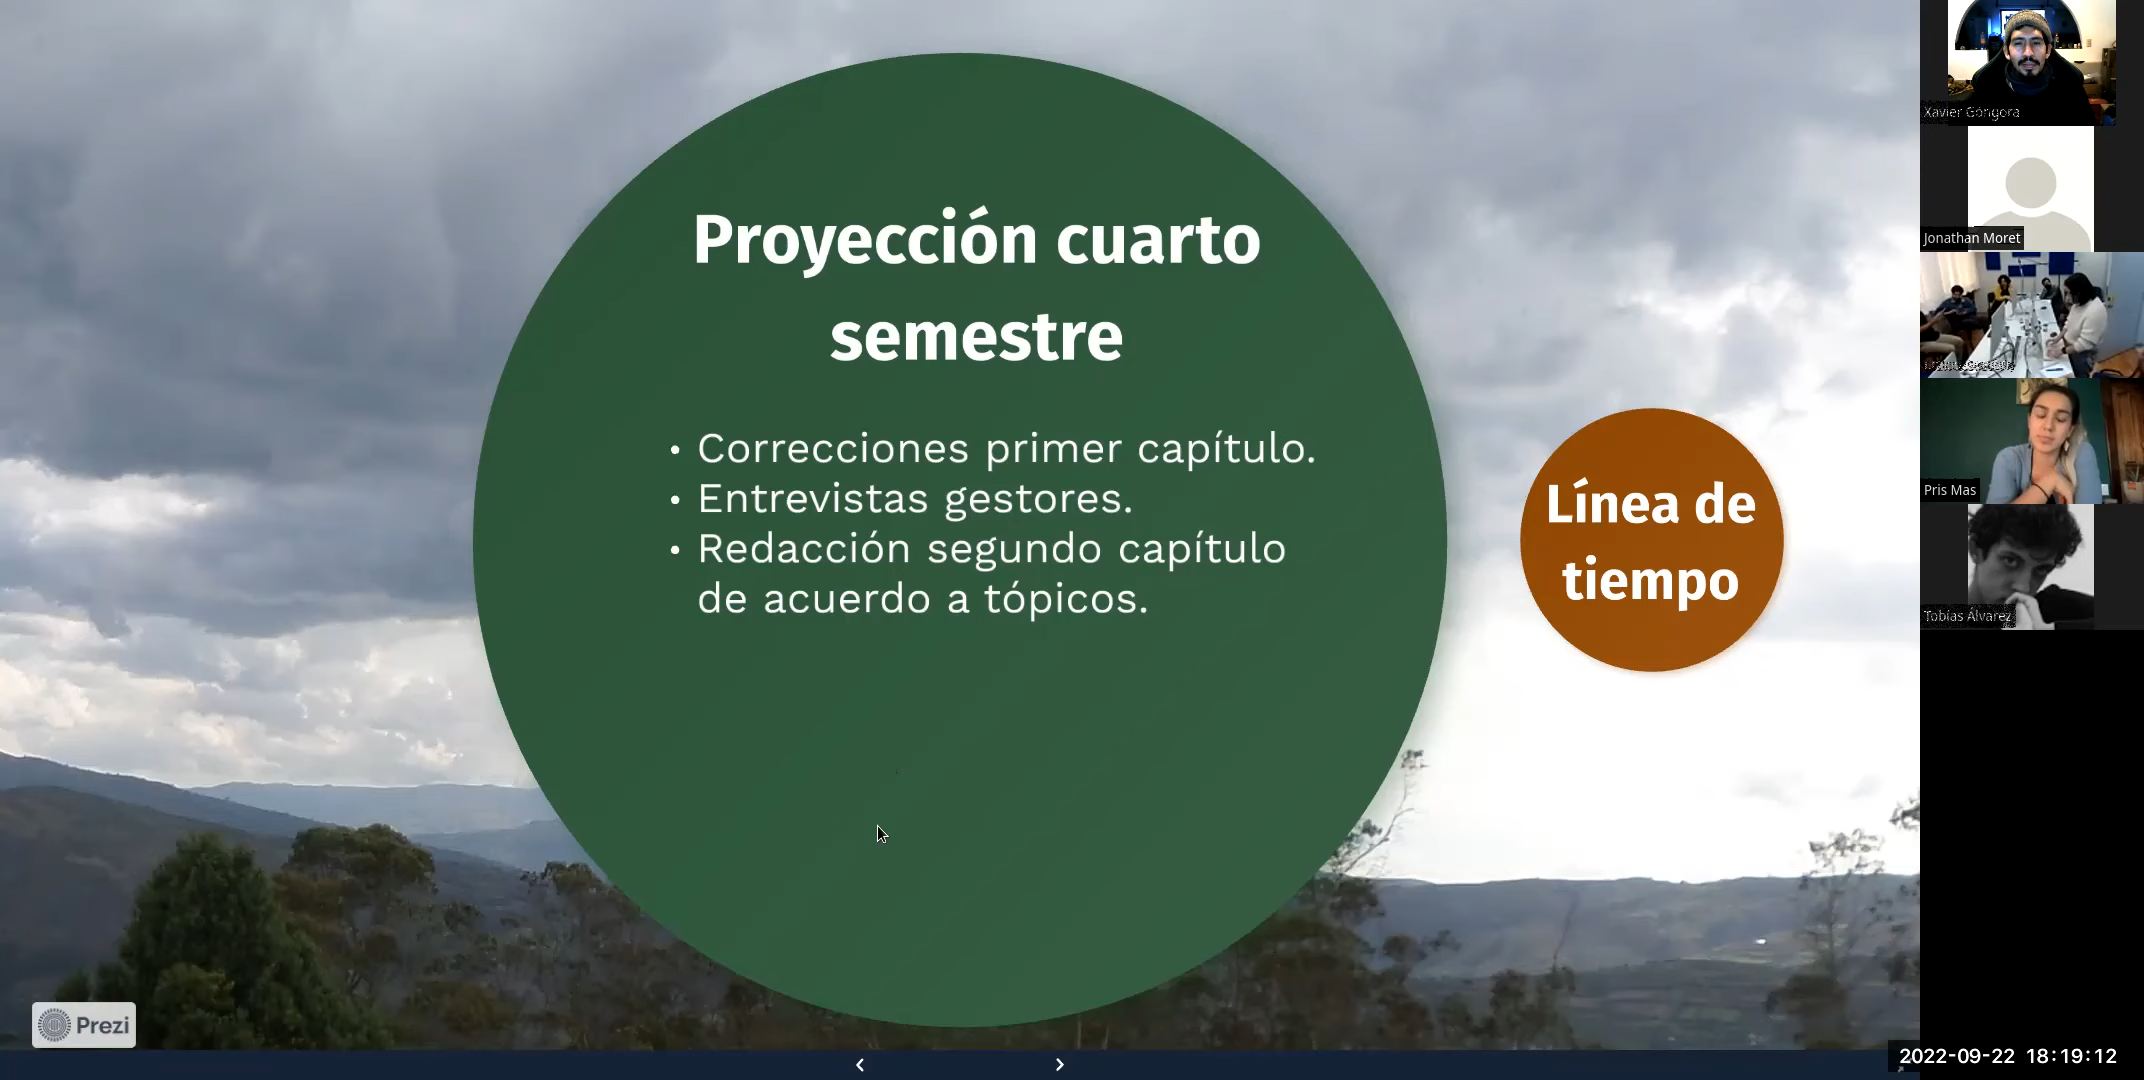 Proyección cuarto
semestre
• Correcciones primer capítulo.
• Entrevistas gestores.
• Redacción segundo capítulo
de acuerdo a tópicos.
Línea de
tiempo
Prezi
Xavier Góngora
Jonathan Moret
Pris Mas
Tobías Álvarez
2022-09-22 18:19:12